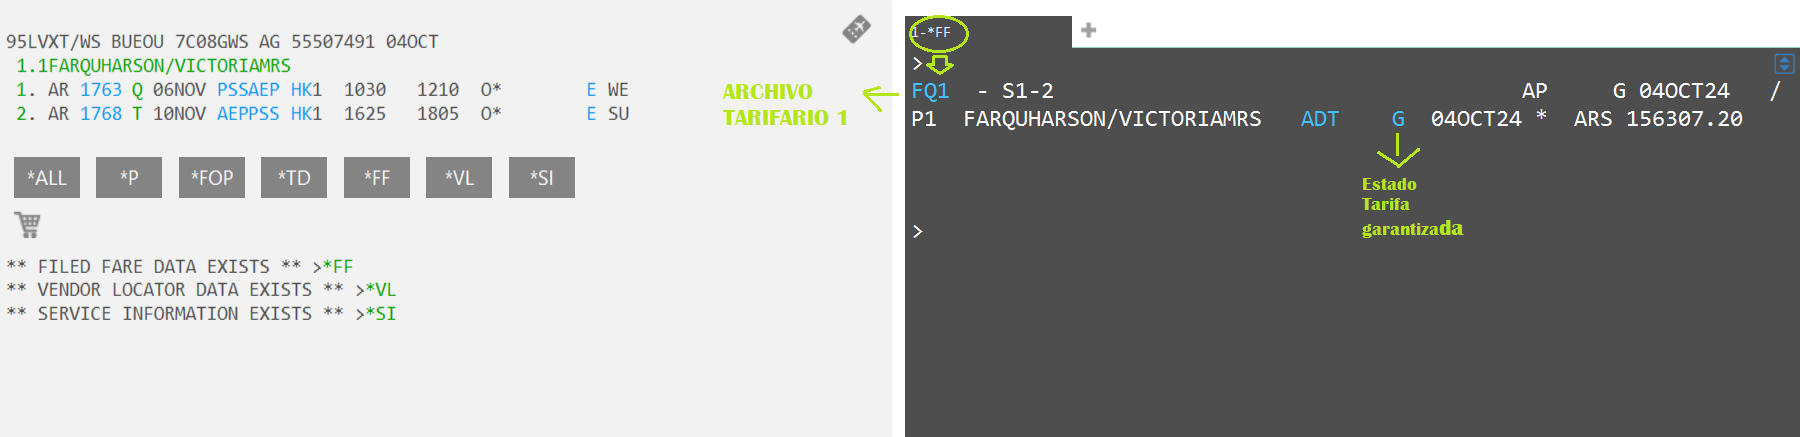 95LVXT/WS BUEOU 7C08GWS AG 55507491 04OCT
1.1FARQUHARSON/VICTORIAMRS
1. AR 1763 Q 06NOV PSSAEP HK1 1030 1210 O* E WE
2. AR 1768 T 10NOV AEPPSS HK1 1625 1805 O* E SU
*ALL *P *FOP *TD *FF *VL *SI
** FILED FARE DATA EXISTS ** >*FF
** VENDOR LOCATOR DATA EXISTS ** >*VL
** SERVICE INFORMATION EXISTS ** >*SI
ARCHIVO
TARIFARIO 1
1-*FF
>
FQ1 - S1-2 AP G 04OCT24 /
P1 FARQUHARSON/VICTORIAMRS ADT G 04OCT24 * ARS 156307.20
Estado
Tarifa
garantizada
>